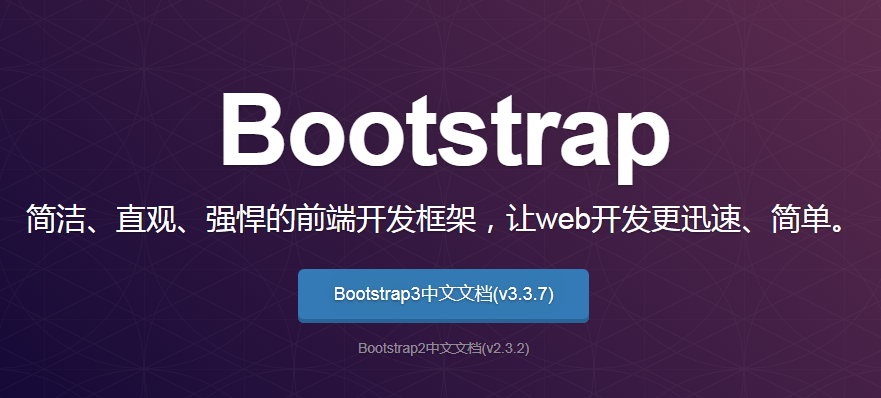 Bootstrap
简洁、直观、强悍的前端开发框架，让web开发更迅速、简单。
Bootstrap3中文文档(v3.3.7)
Bootstrap2中文文档(v2.3.2)